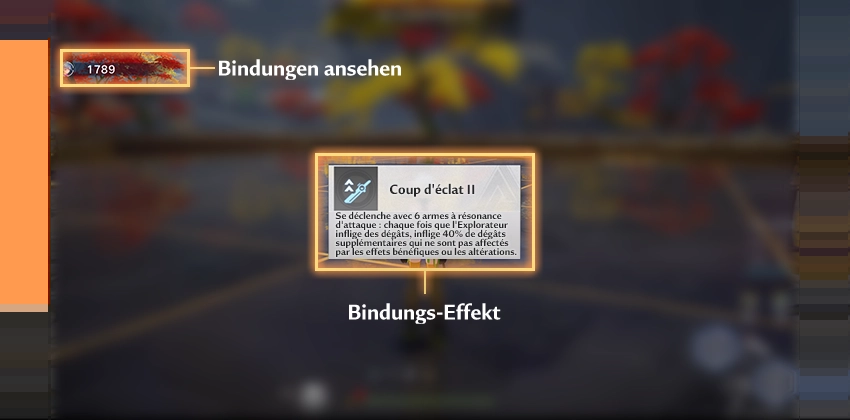 1789
Bindungen ansehen
Coup d'éclat II
Se déclenche avec 6 armes à résonance
d'attaque : chaque fois que l'Explorateur
inflige des dégâts, inflige 40% de dégâts
supplémentaires qui ne sont pas affectés
par les effets bénéfiques ou les altérations.
Bindungs-Effekt